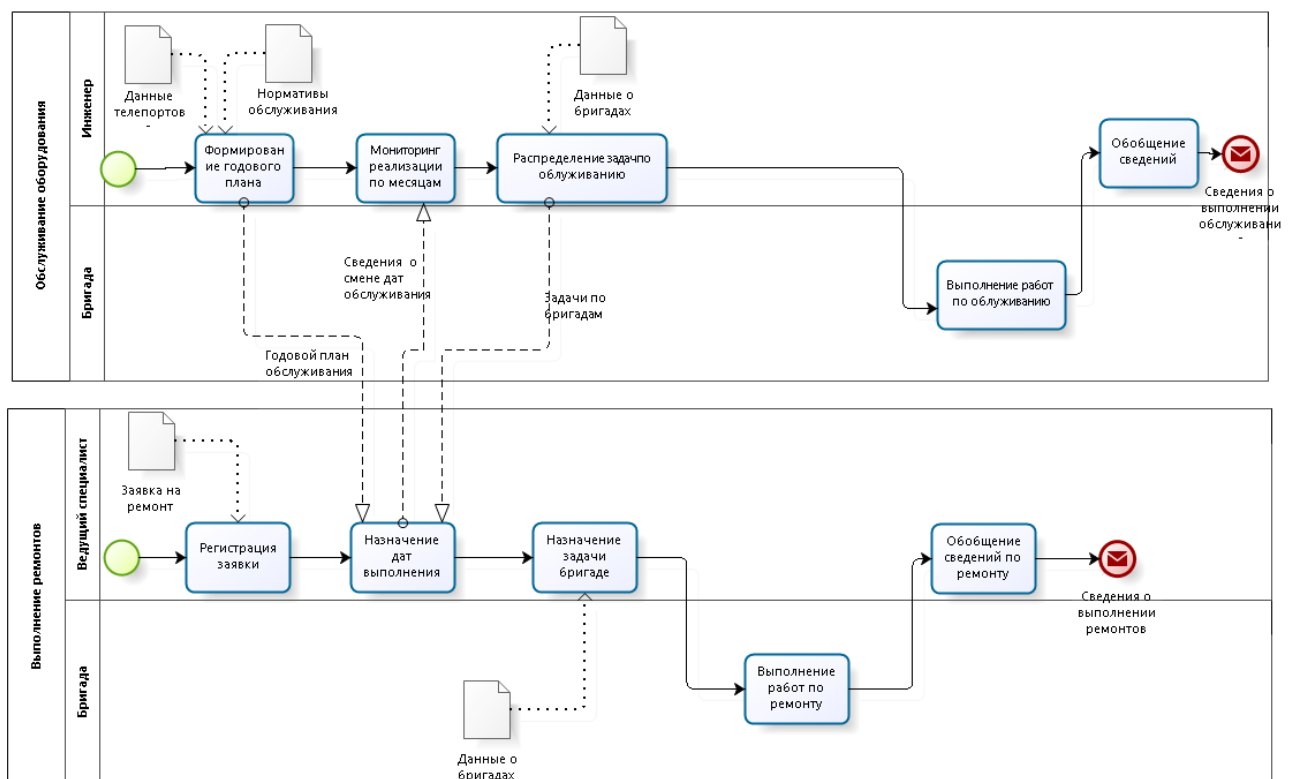 Обслуживание оборудования
Инженер
Бригада
Данные
телепортов
-
Нормативы
обслуживания
Данные о
бригадах
Формирован
ие годового
плана
Мониторинг
реализации
по месяцам
Распределение задачпо
облуживанию
Обобщение
сведений
Сведения о
выполнении
обслуживани
-
Сведения о
смене дат
обслуживания
Задачи по
бригадам
Выполнение работ
по облуживанию
Годовой план
обслуживания
Выполнение ремонтов
Ведущий специалист
Бригада
Заявка на
ремонт
Регистрация
заявки
Назначение
дат
выполнения
Назначение
задачи
бригаде
Обобщение
сведений по
ремонту
Сведения о
выполнении
ремонтов
Выполнение
работ по
ремонту
Данные о
бригадах